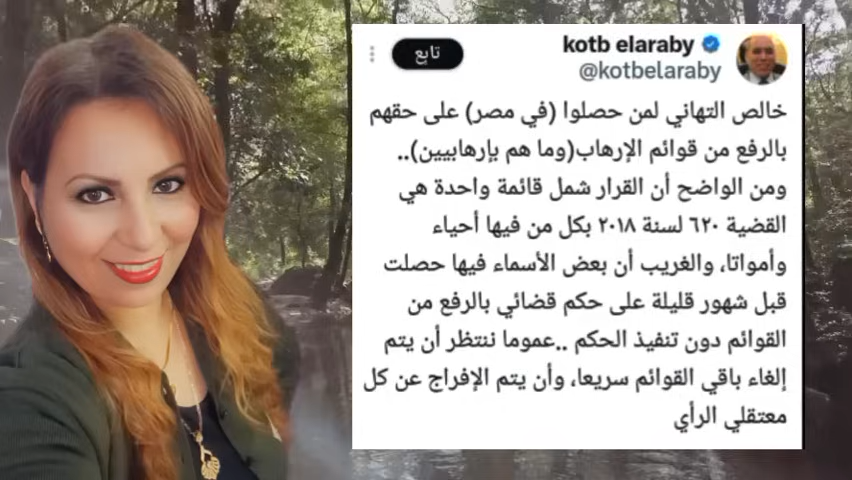 kotb elaraby
@kotbelaraby
تابع
خالص التهاني لمن حصلوا (في مصر) على حقهم
بالرفع من قوائم الإرهاب(وما هم بإرهابيين)..
ومن الواضح أن القرار شمل قائمة واحدة هي
القضية ٦٢٠ لسنة ٢٠١٨ بكل من فيها أحياء
وأمواتا، والغريب أن بعض الأسماء فيها حصلت
قبل شهور قليلة على حكم قضائي بالرفع من
القوائم دون تنفيذ الحكم ..عموما ننتظر أن يتم
إلغاء باقي القوائم سريعا، وأن يتم الإفراج عن كل
معتقلي الرأي